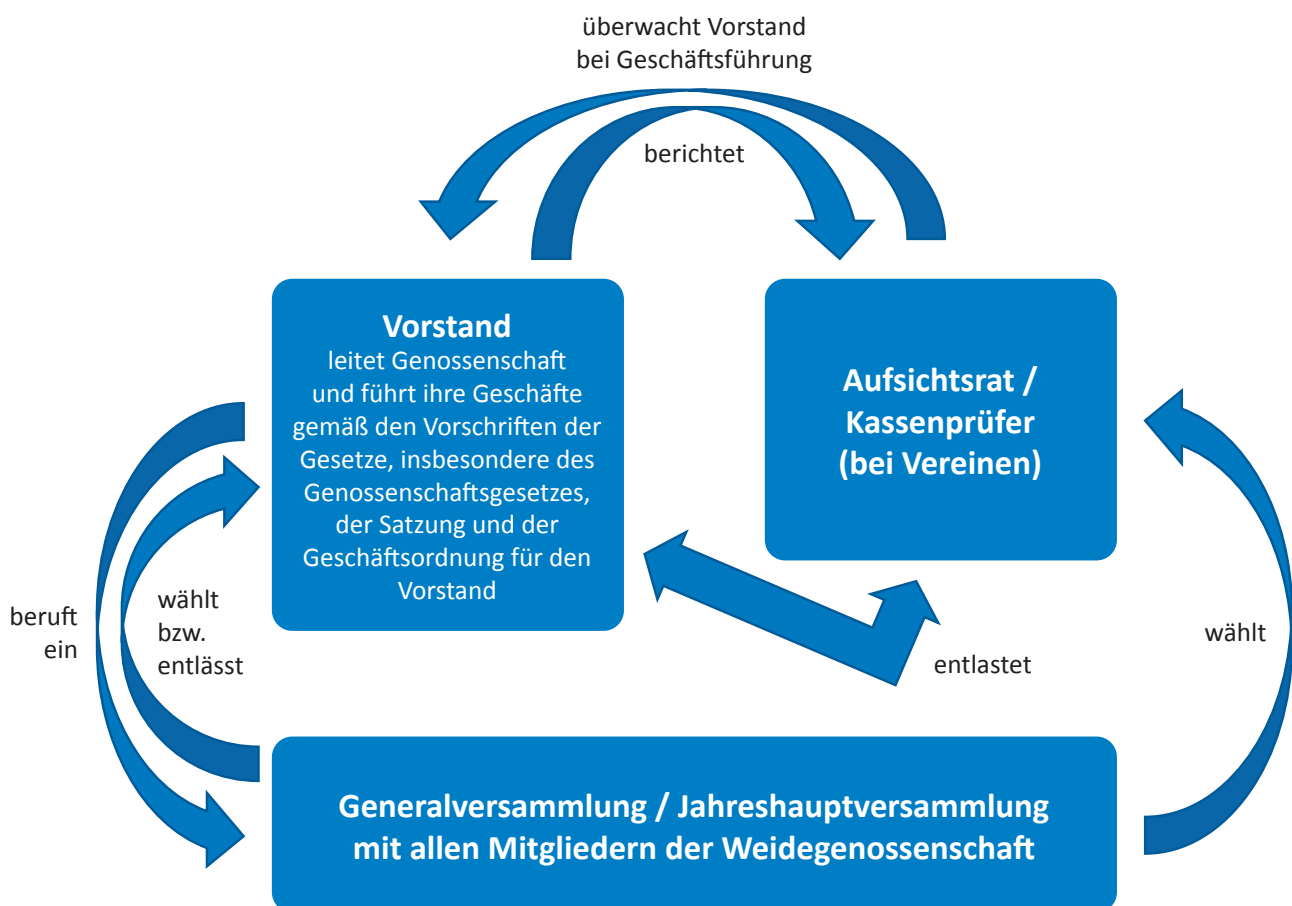 überwacht Vorstand
bei Geschäftsführung
berichtet
Vorstand
leitet Genossenschaft
und führt ihre Geschäfte
gemäß den Vorschriften der
Gesetze, insbesondere des
Genossenschaftsgesetzes,
der Satzung und der
Geschäftsordnung für den
Vorstand
Aufsichtsrat /
Kassenprüfer
(bei Vereinen)
beruft
ein
wählt
bzw.
entlässt
entlastet
wählt
Generalversammlung / Jahreshauptversammlung
mit allen Mitgliedern der Weidegenossenschaft